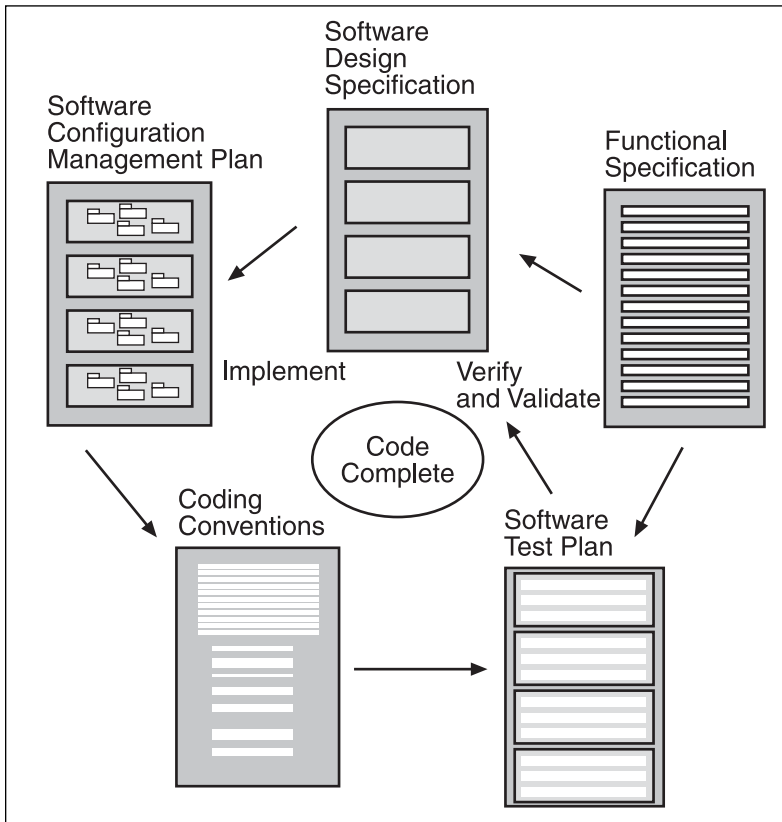 Software
Design
Specification
Software
Configuration
Management Plan
Functional
Specification
Implement
Verify
and Validate
Code
Complete
Coding
Conventions
Software
Test Plan